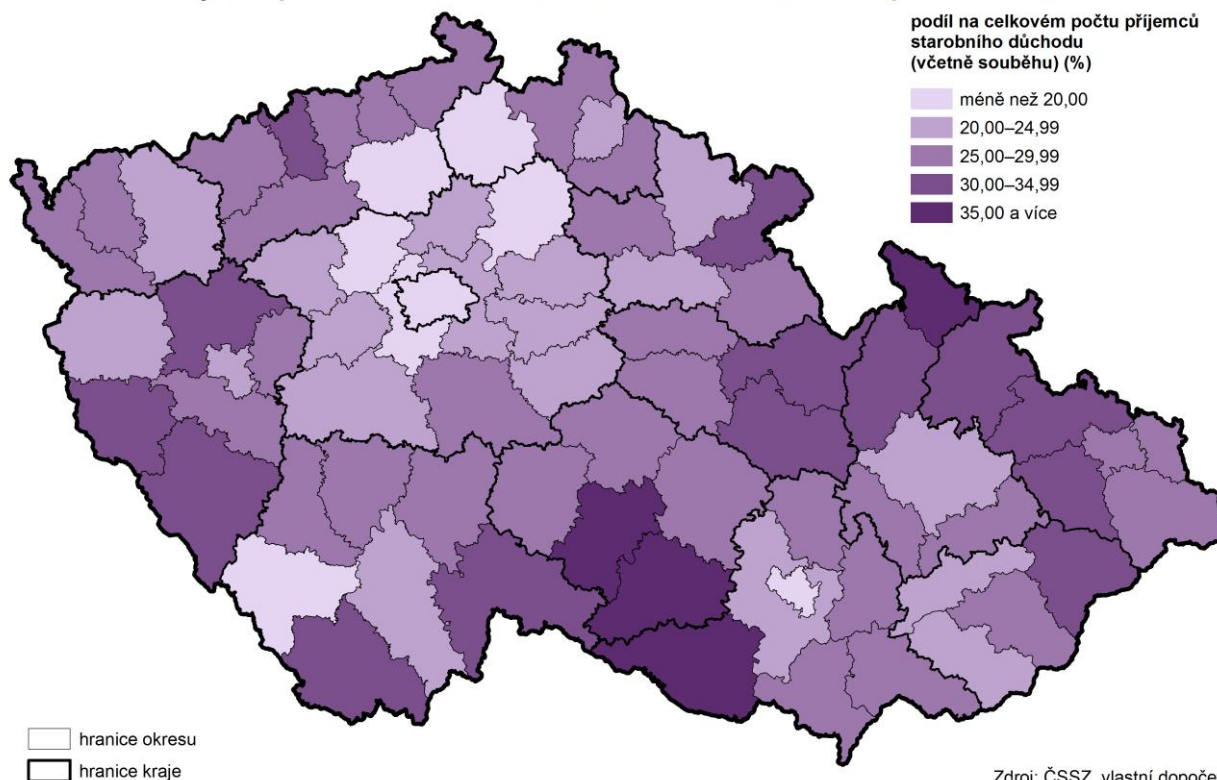 podíl na celkovém počtu příjemců
starobního důchodu
(včetně souběhu) (%)
méně než 20,00
20,00–24,99
25,00–29,99
30,00–34,99
35,00 a více
hranice okresu
hranice kraje
Zdroj: ČSSZ, vlastní